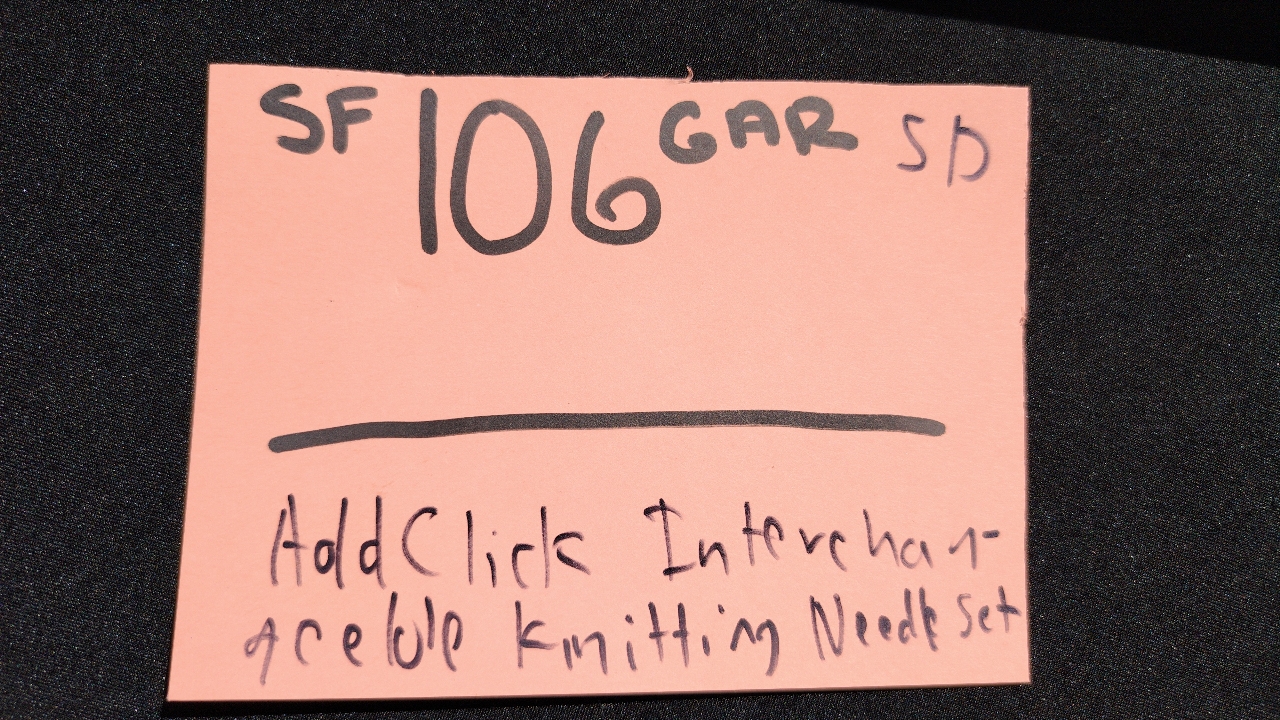 SF 106 GAR SD
AddClick Interchan-
geable Knitting Needle Set